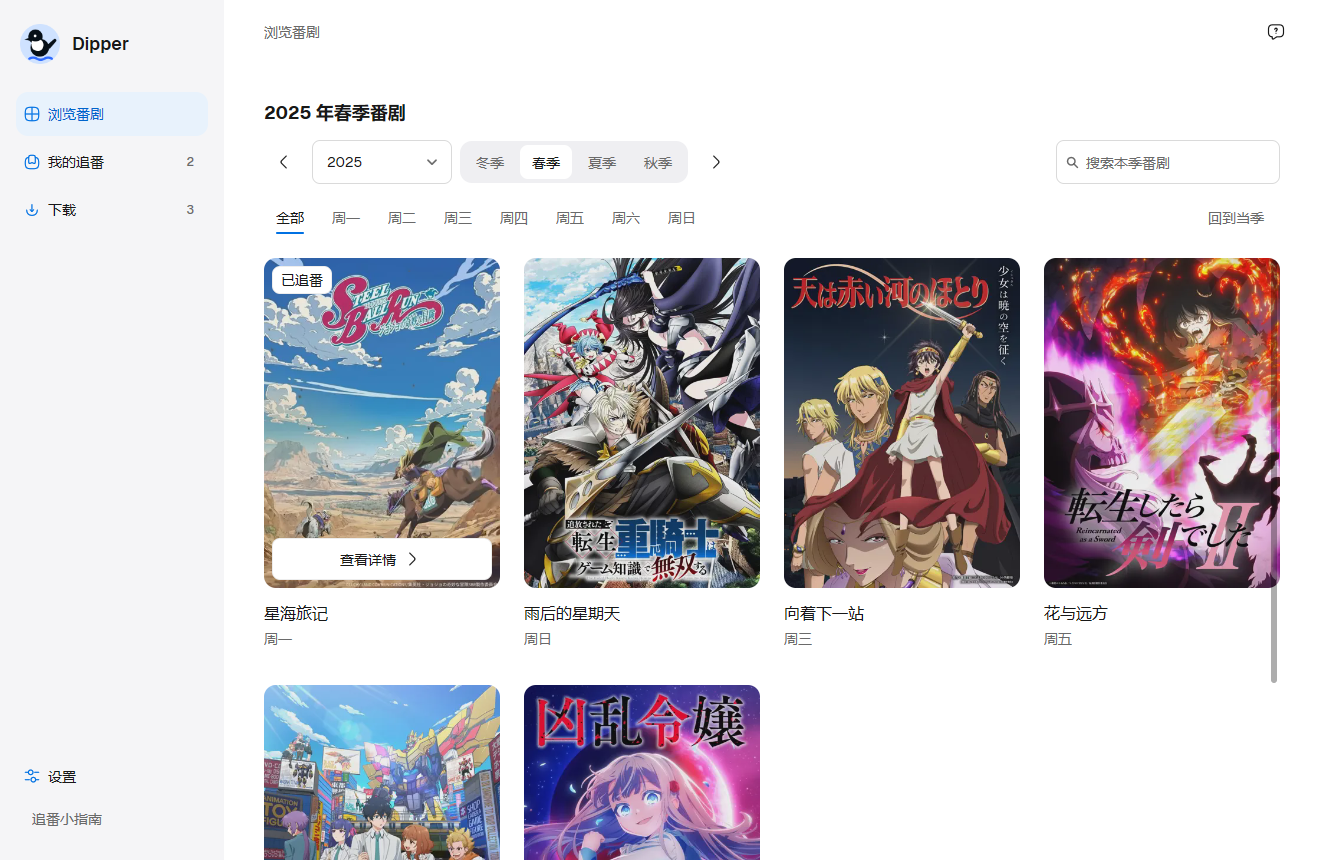 Dipper
浏览番剧
我的追番 2
下载 3
设置
追番小指南
浏览番剧
2025 年春季番剧
2025
冬季 春季 夏季 秋季
搜索本季番剧
全部 周一 周二 周三 周四 周五 周六 周日
回到当季
已追番
STEEL
BALL RUN
查看详情
星海旅记
周一
追放された
転生重騎士は
ゲーム知識で無双する
雨后的星期天
周日
天は赤い河のほとり
少女は暁の空を征く
向着下一站
周三
転生したら
Reincarnated
as a Sword
剣でした
II
花与远方
周五
凶乱令嬢